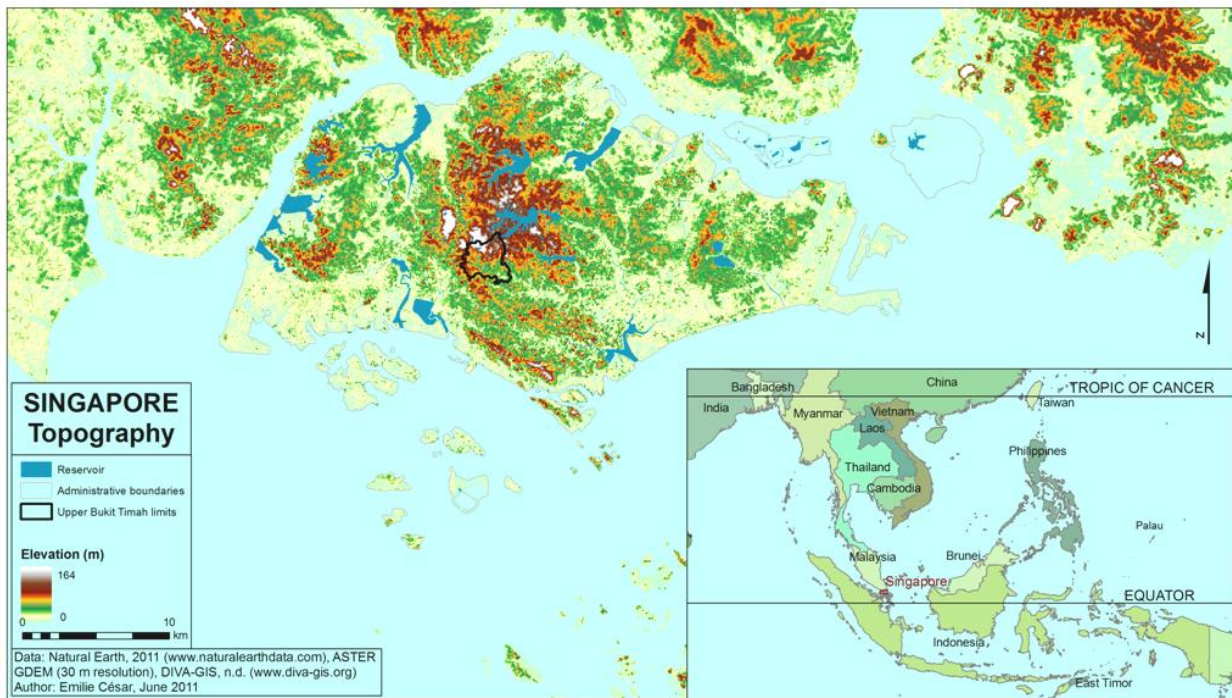 SINGAPORE
Topography
Reservoir
Administrative boundaries
Upper Bukit Timah limits
Elevation (m)
164
0
0 10
km
Data: Natural Earth, 2011 (www.naturalearthdata.com), ASTER
GDEM (30 m resolution), DIVA-GIS, n.d. (www.diva-gis.org)
Author: Emilie César, June 2011
N
China
TROPIC OF CANCER
Bangladesh
Taiwan
India
Myanmar
Vietnam
Laos
Philippines
Thailand
Cambodia
Palau
Malaysia
Brunei
Singapore
EQUATOR
Indonesia
East Timor